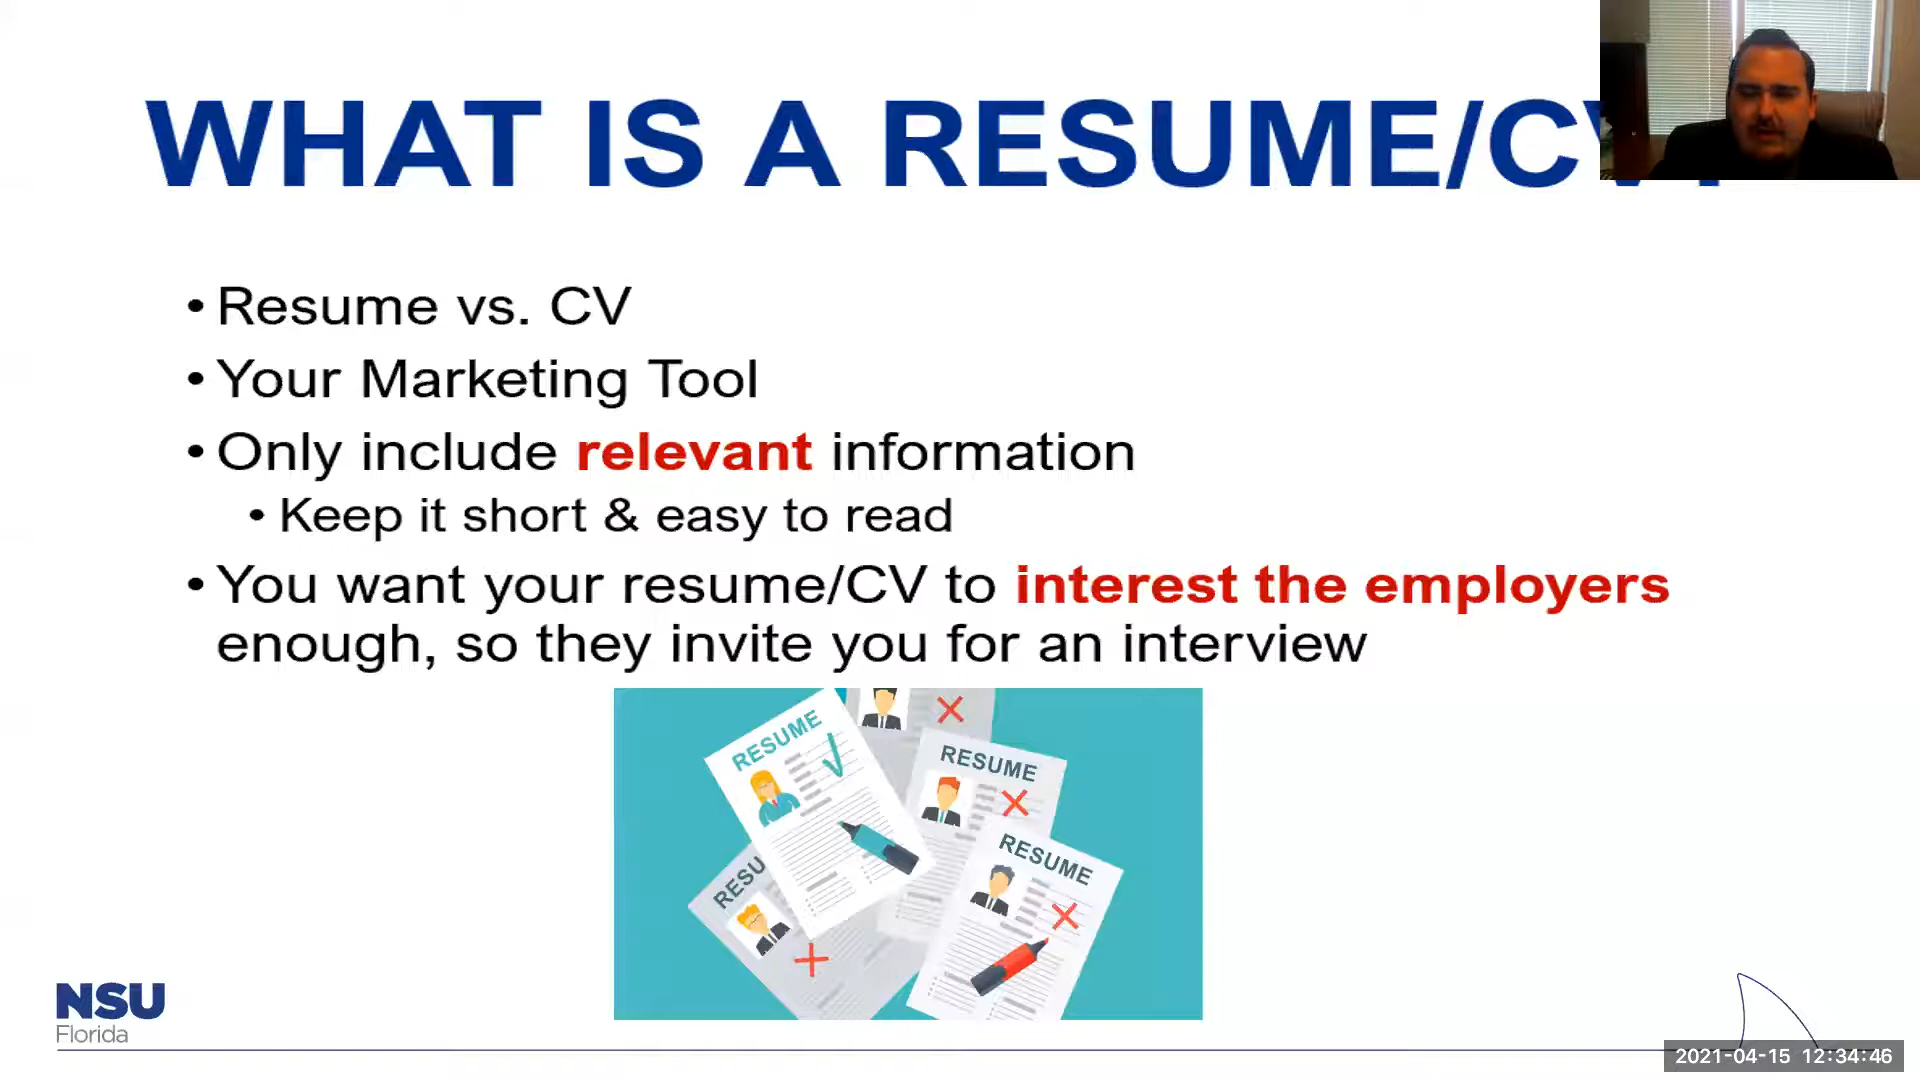 WHAT IS A RESUME/CV
• Resume vs. CV
• Your Marketing Tool
• Only include relevant information
• Keep it short & easy to read
• You want your resume/CV to interest the employers
enough, so they invite you for an interview
RESUME
RESUME
RESUME
RESU
NSU
Florida
2021-04-15 12:34:46